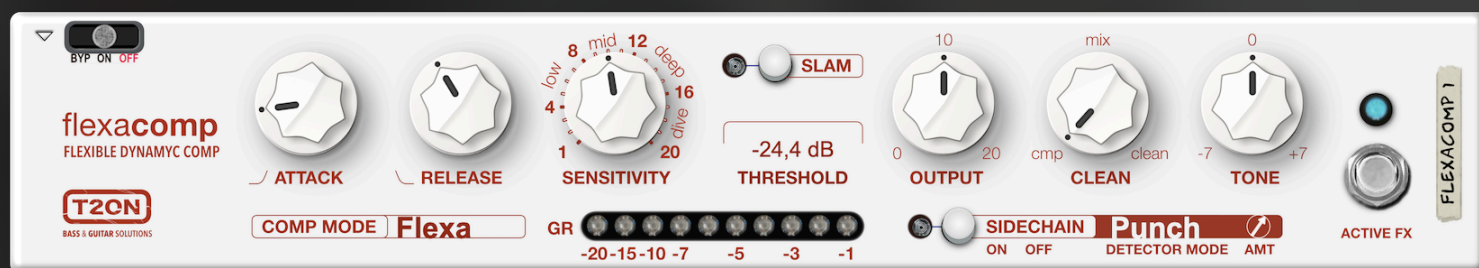 BYP ON OFF
flexacomp
FLEXIBLE DYNAMYC COMP
T2ON
BASS & GUITAR SOLUTIONS
ATTACK
RELEASE
1 4 low 8 mid 12 deep 16 dive 20
SENSITIVITY
SLAM
-24,4 dB
THRESHOLD
10
0 20
OUTPUT
mix
cmp clean
CLEAN
0
-7 +7
TONE
COMP MODE Flexa
GR
-20 -15 -10 -7 -5 -3 -1
SIDECHAIN Punch
ON OFF DETECTOR MODE AMT
ACTIVE FX
FLEXACOMP 1